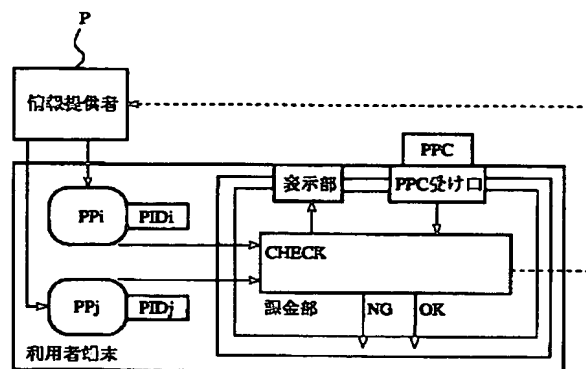 P
情報提供者
PPC
表示部
PPC受け口
PPi
PIDi
CHECK
PPj
PIDj
課金部
NG
OK
利用者端末